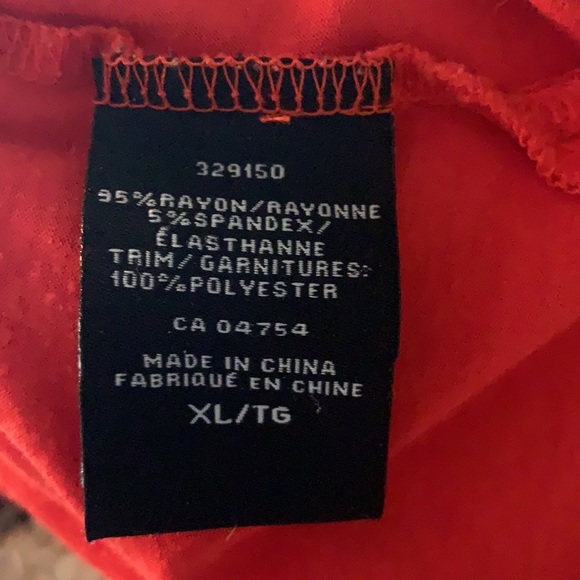 329150
95%RAYON/RAYONNE
5%SPANDEX/
ÉLASTHANNE
TRIM/GARNITURES:
100%POLYESTER
CA 04754
MADE IN CHINA
FABRIQUÉ EN CHINE
XL/TG